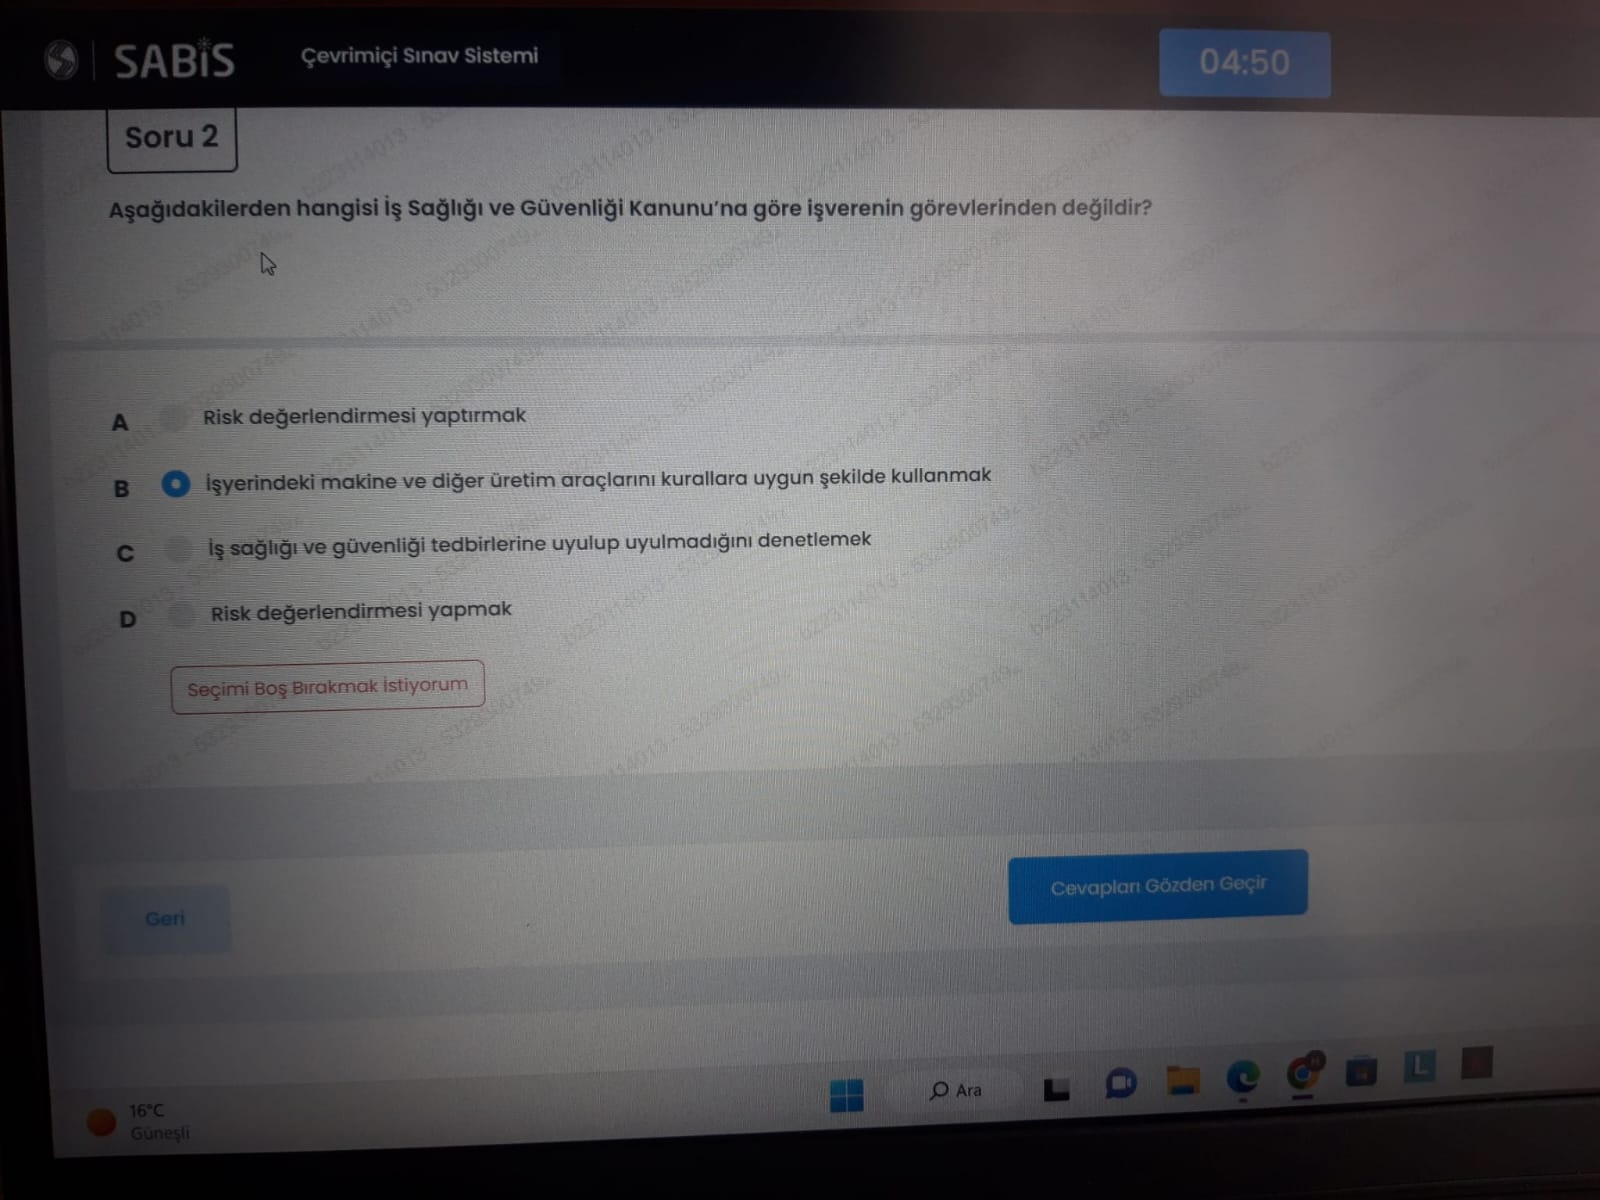 SABİS
Çevrimiçi Sınav Sistemi
04:50
Soru 2
Aşağıdakilerden hangisi İş Sağlığı ve Güvenliği Kanunu'na göre işverenin görevlerinden değildir?
A Risk değerlendirmesi yaptırmak
B İşyerindeki makine ve diğer üretim araçlarını kurallara uygun şekilde kullanmak
C İş sağlığı ve güvenliği tedbirlerine uyulup uyulmadığını denetlemek
D Risk değerlendirmesi yapmak
Seçimi Boş Bırakmak İstiyorum
Geri
Cevapları Gözden Geçir
16°C
Güneşli
Ara